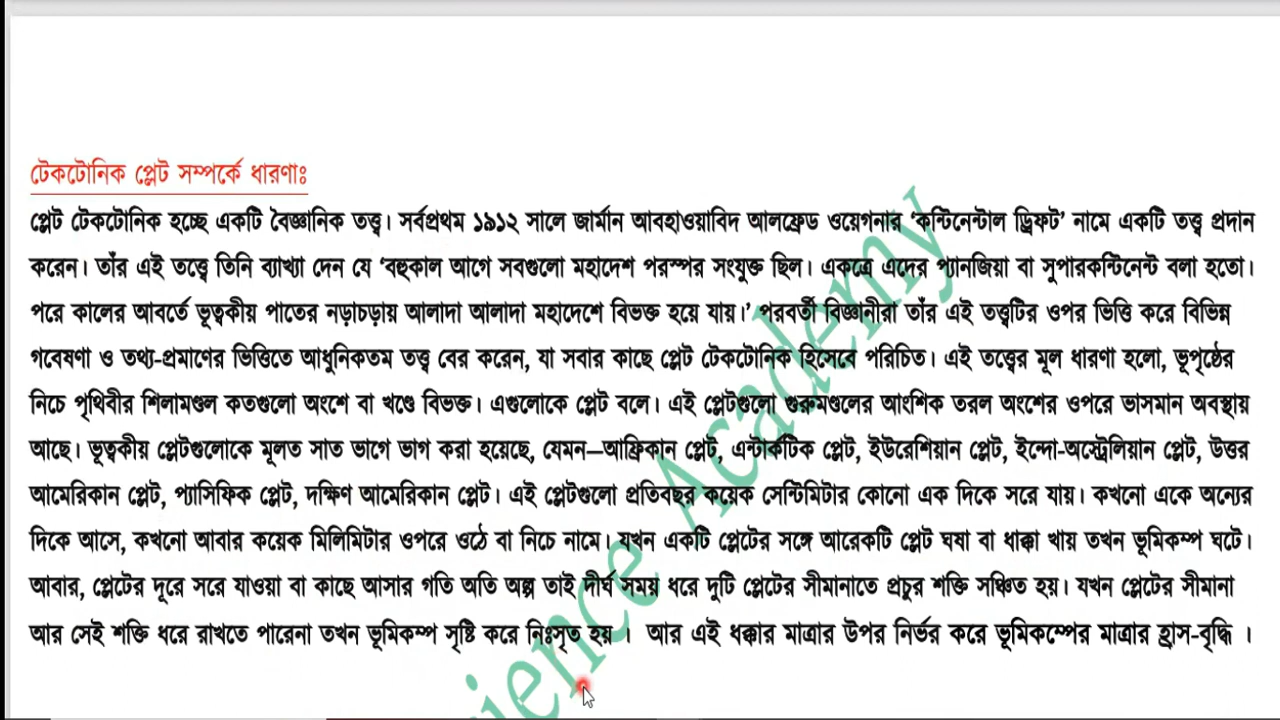 টেকটোনিক প্লেট সম্পর্কে ধারণাঃ
প্লেট টেকটোনিক হচ্ছে একটি বৈজ্ঞানিক তত্ত্ব। সর্বপ্রথম ১৯১২ সালে জার্মান আবহাওয়াবিদ আলফ্রেড ওয়েগনার ‘কন্টিনেন্টাল ড্রিফট’ নামে একটি তত্ত্ব প্রদান
করেন। তাঁর এই তত্ত্বে তিনি ব্যাখ্যা দেন যে ‘বহুকাল আগে সবগুলো মহাদেশ পরস্পর সংযুক্ত ছিল। একত্রে এদের প্যানজিয়া বা সুপারকন্টিনেন্ট বলা হতো।
পরে কালের আবর্তে ভূত্বকীয় পাতের নড়াচড়ায় আলাদা আলাদা মহাদেশে বিভক্ত হয়ে যায়।’ পরবর্তী বিজ্ঞানীরা তাঁর এই তত্ত্বটির ওপর ভিত্তি করে বিভিন্ন
গবেষণা ও তথ্য-প্রমাণের ভিত্তিতে আধুনিকতম তত্ত্ব বের করেন, যা সবার কাছে প্লেট টেকটোনিক হিসেবে পরিচিত। এই তত্ত্বের মূল ধারণা হলো, ভূপৃষ্ঠের
নিচে পৃথিবীর শিলামণ্ডল কতগুলো অংশে বা খণ্ডে বিভক্ত। এগুলোকে প্লেট বলে। এই প্লেটগুলো গুরুমণ্ডলের আংশিক তরল অংশের ওপরে ভাসমান অবস্থায়
আছে। ভূত্বকীয় প্লেটগুলোকে মূলত সাত ভাগে ভাগ করা হয়েছে, যেমন—আফ্রিকান প্লেট, এন্টার্কটিক প্লেট, ইউরেশিয়ান প্লেট, ইন্দো-অস্ট্রেলিয়ান প্লেট, উত্তর
আমেরিকান প্লেট, প্যাসিফিক প্লেট, দক্ষিণ আমেরিকান প্লেট। এই প্লেটগুলো প্রতিবছর কয়েক সেন্টিমিটার কোনো এক দিকে সরে যায়। কখনো একে অন্যের
দিকে আসে, কখনো আবার কয়েক মিলিমিটার ওপরে ওঠে বা নিচে নামে। যখন একটি প্লেটের সঙ্গে আরেকটি প্লেট ঘষা বা ধাক্কা খায় তখন ভূমিকম্প ঘটে।
আবার, প্লেটের দূরে সরে যাওয়া বা কাছে আসার গতি অতি অল্প তাই দীর্ঘ সময় ধরে দুটি প্লেটের সীমানাতে প্রচুর শক্তি সঞ্চিত হয়। যখন প্লেটের সীমানা
আর সেই শক্তি ধরে রাখতে পারেনা তখন ভূমিকম্প সৃষ্টি করে নিঃসৃত হয় । আর এই ধক্কার মাত্রার উপর নির্ভর করে ভূমিকম্পের মাত্রার হ্রাস-বৃদ্ধি ।
ience Academy